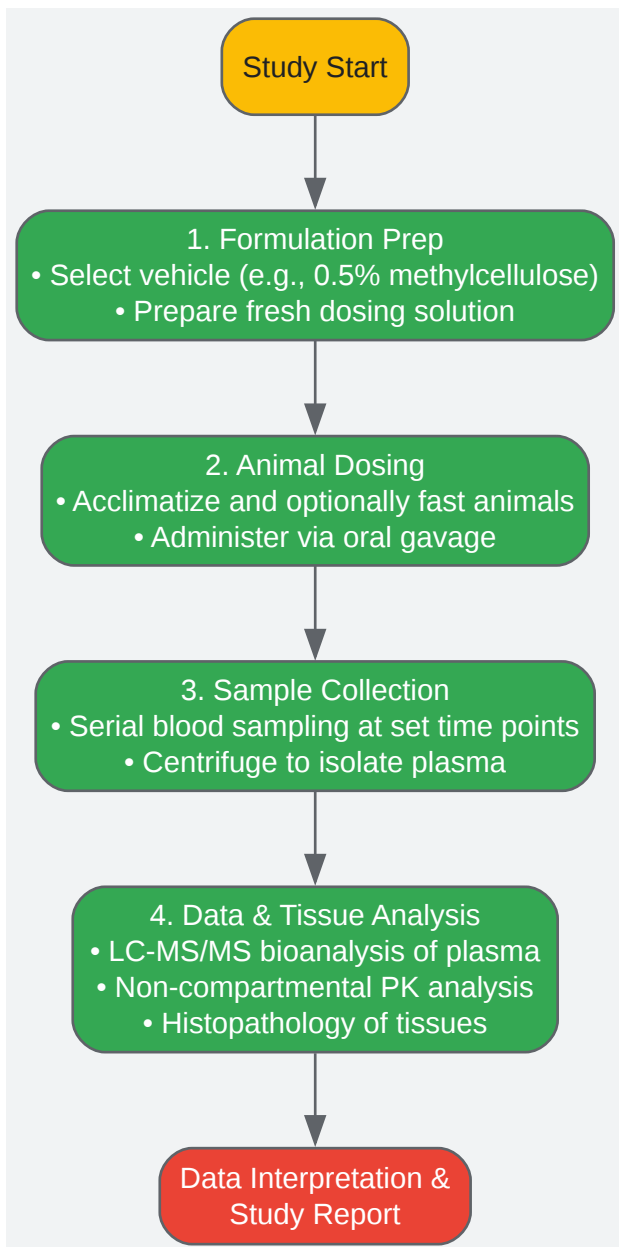 Study Start
1. Formulation Prep
• Select vehicle (e.g., 0.5% methylcellulose)
• Prepare fresh dosing solution
2. Animal Dosing
• Acclimatize and optionally fast animals
• Administer via oral gavage
3. Sample Collection
• Serial blood sampling at set time points
• Centrifuge to isolate plasma
4. Data & Tissue Analysis
• LC-MS/MS bioanalysis of plasma
• Non-compartmental PK analysis
• Histopathology of tissues
Data Interpretation &
Study Report